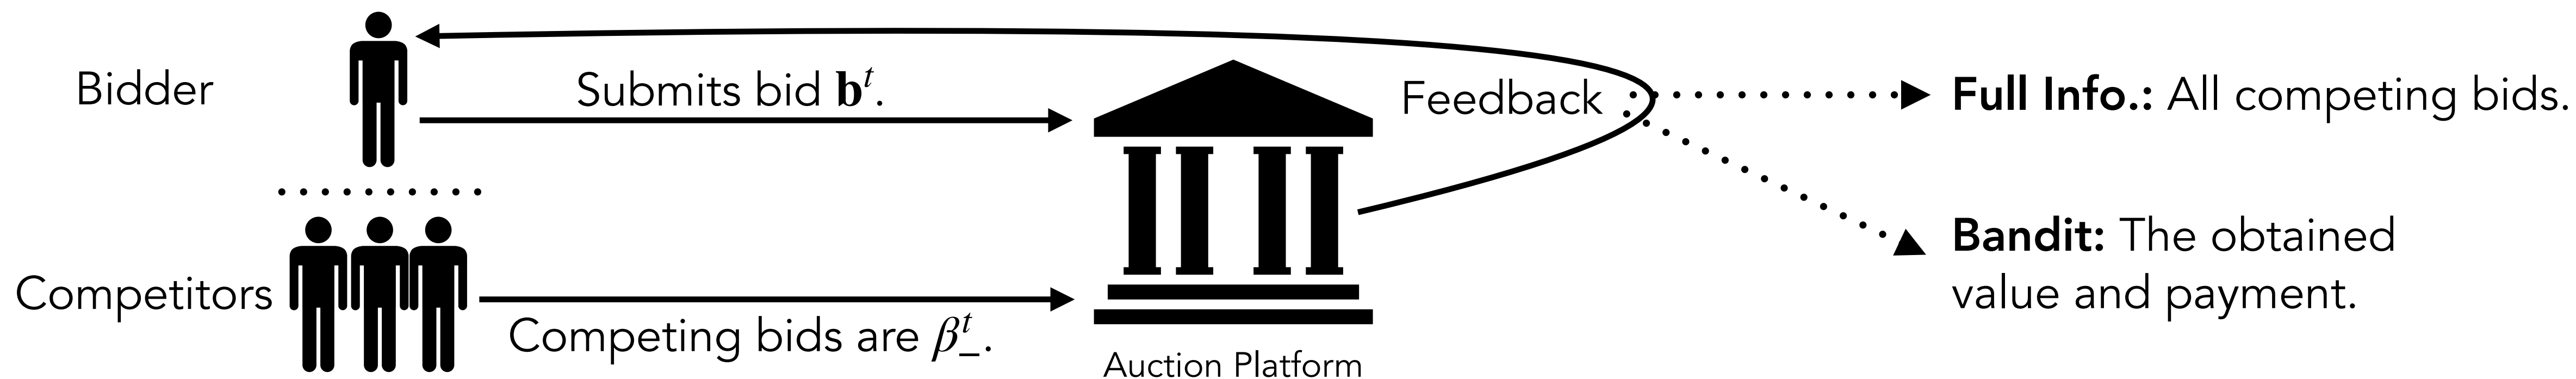 Bidder
Submits bid 𝐛ᵗ.
Feedback
Full Info.: All competing bids.
Bandit: The obtained
value and payment.
Competitors
Competing bids are β₋ᵗ.
Auction Platform